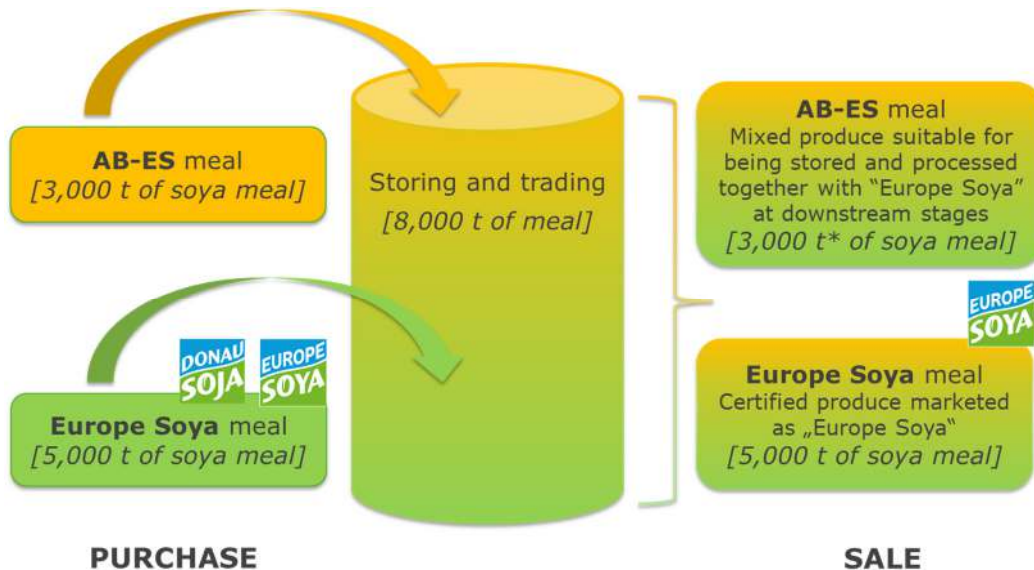 AB-ES meal
[3,000 t of soya meal]
DONAU
SOJA
EUROPE
SOYA
Europe Soya meal
[5,000 t of soya meal]
PURCHASE
Storing and trading
[8,000 t of meal]
AB-ES meal
Mixed produce suitable for
being stored and processed
together with “Europe Soya”
at downstream stages
[3,000 t* of soya meal]
EUROPE
SOYA
Europe Soya meal
Certified produce marketed
as „Europe Soya“
[5,000 t of soya meal]
SALE